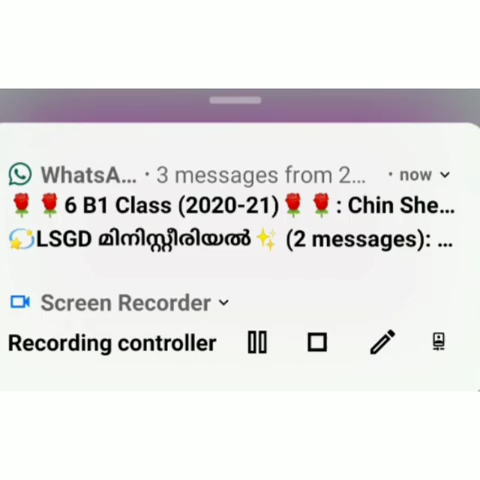 WhatsA... · 3 messages from 2... · now
🌹🌹6 B1 Class (2020-21)🌹🌹: Chin She...
💫LSGD മിനിസ്റ്റീരിയൽ✨ (2 messages): ...
Screen Recorder
Recording controller